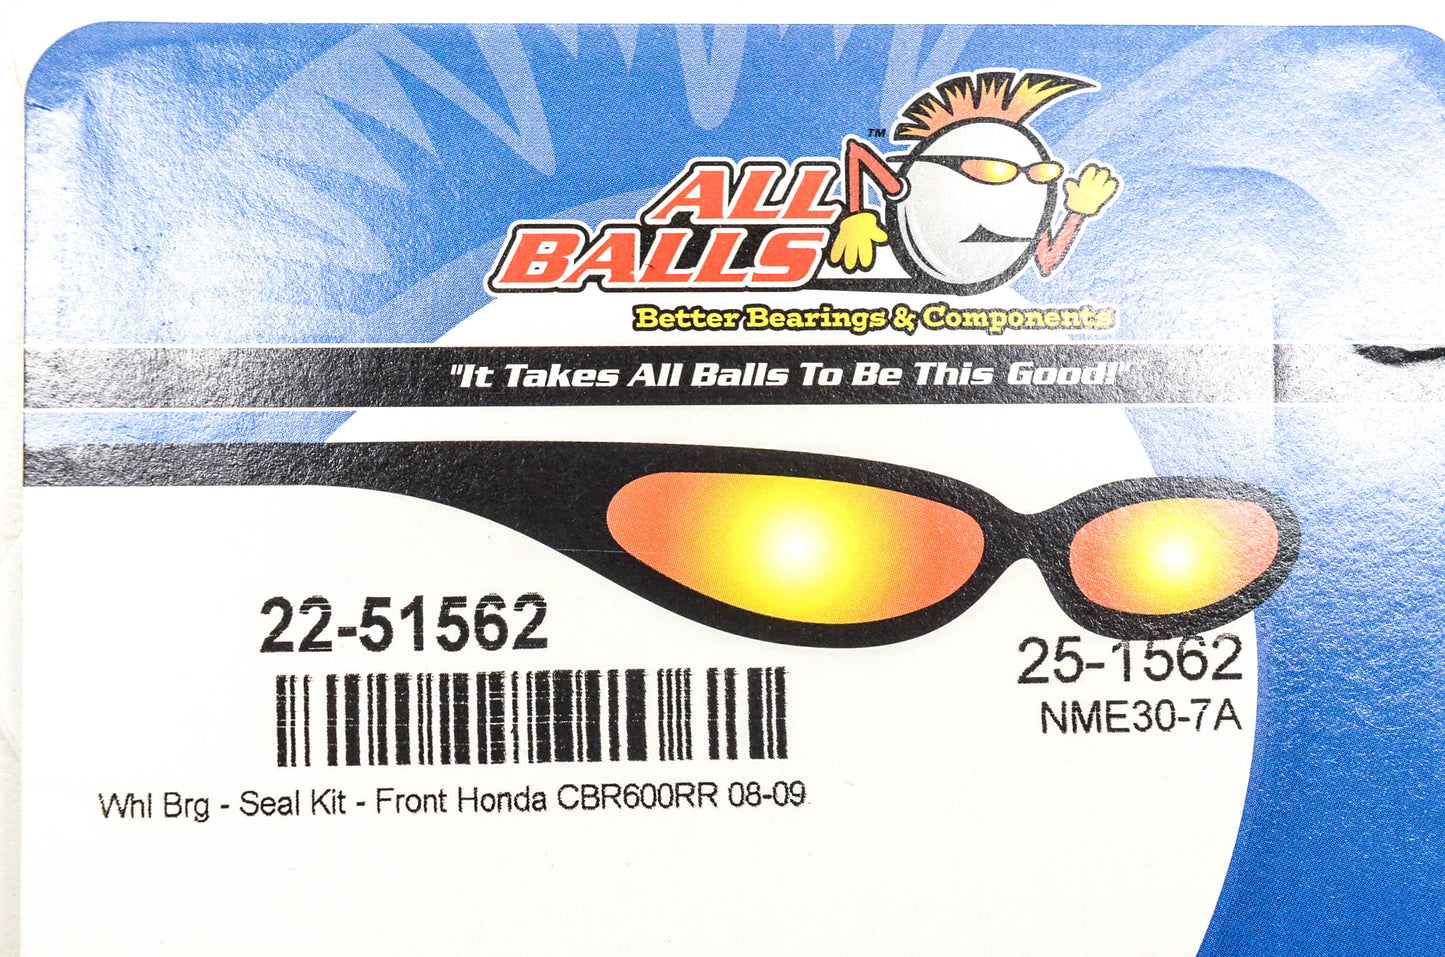 ALL
BALLS
TM
Better Bearings & Components
"It Takes All Balls To Be This Good!"
22-51562
25-1562
NME30-7A
Whl Brg - Seal Kit - Front Honda CBR600RR 08-09